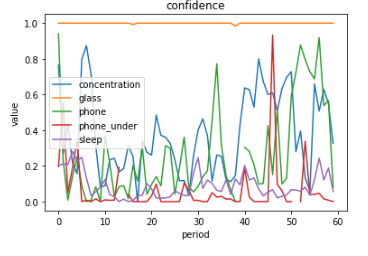 confidence
1.0
0.8
0.6
0.4
0.2
0.0
value
concentration
glass
phone
phone_under
sleep
0 10 20 30 40 50 60
period